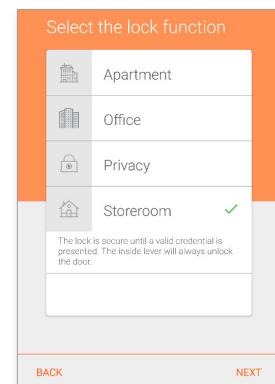 Select the lock function
Apartment
Office
Privacy
Storeroom
The lock is secure until a valid credential is
presented. The inside lever will always unlock
the door.
BACK NEXT